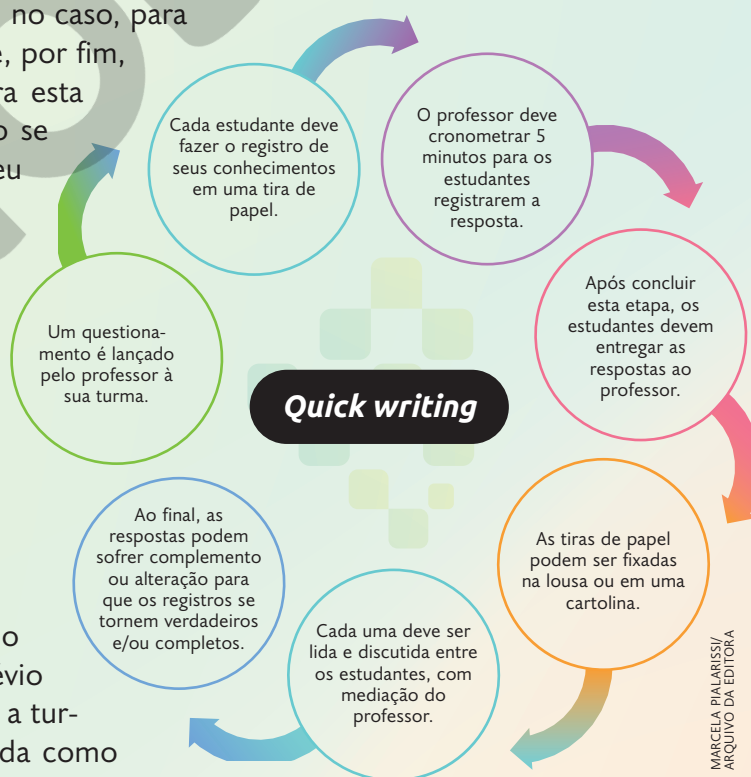 no caso, para
e, por fim,
ra esta
o se
eu
Um questiona-
mento é lançado
pelo professor à
sua turma.
Cada estudante deve
fazer o registro de
seus conhecimentos
em uma tira de
papel.
O professor deve
cronometrar 5
minutos para os
estudantes
registrarem a
resposta.
Após concluir
esta etapa, os
estudantes devem
entregar as
respostas ao
professor.
As tiras de papel
podem ser fixadas
na lousa ou em uma
cartolina.
Cada uma deve ser
lida e discutida entre
os estudantes, com
mediação do
professor.
Ao final, as
respostas podem
sofrer complemento
ou alteração para
que os registros se
tornem verdadeiros
e/ou completos.
Quick writing
o
évio
a tur-
da como
MARCELA PIALARISSI/
ARQUIVO DA EDITORA